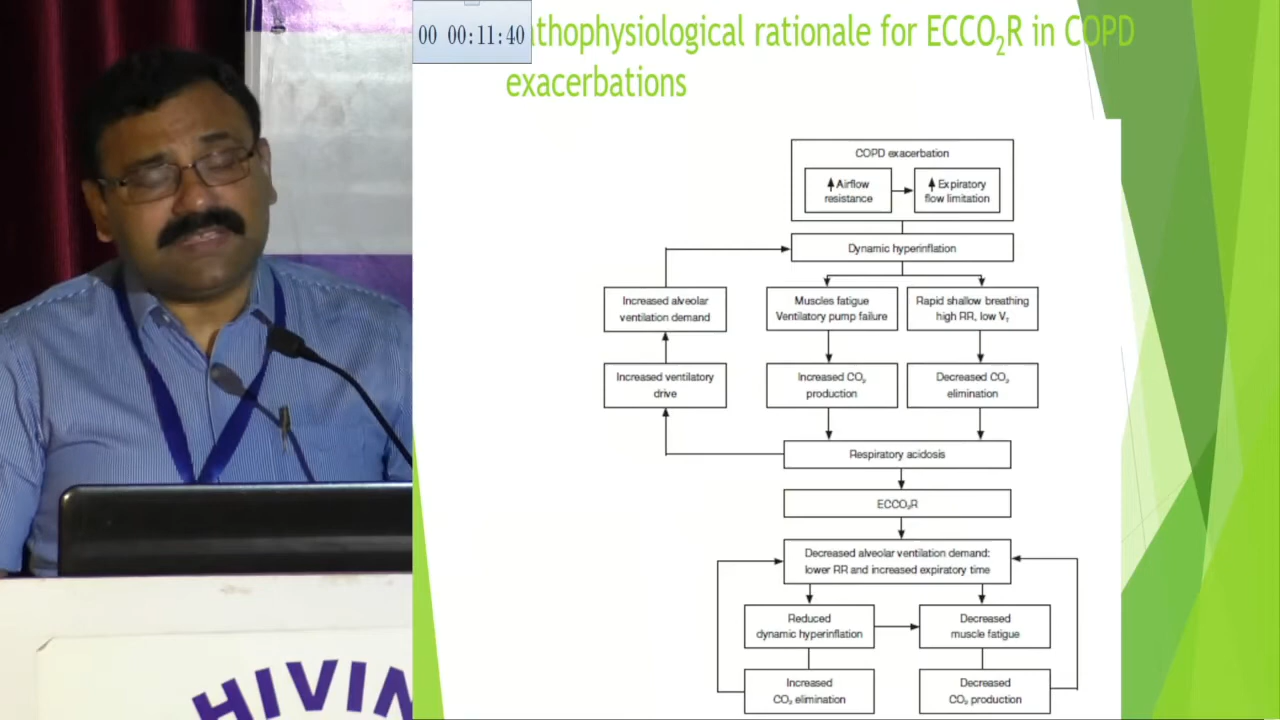 00 00:11:40
athophysiological rationale for ECCO₂R in COPD
exacerbations
COPD exacerbation
↑Airflow
resistance
↑Expiratory
flow limitation
Dynamic hyperinflation
Increased alveolar
ventilation demand
Muscles fatigue
Ventilatory pump failure
Rapid shallow breathing
high RR, low V_T
Increased ventilatory
drive
Increased CO₂
production
Decreased CO₂
elimination
Respiratory acidosis
ECCO₂R
Decreased alveolar ventilation demand:
lower RR and increased expiratory time
Reduced
dynamic hyperinflation
Decreased
muscle fatigue
Increased
CO₂ elimination
Decreased
CO₂ production
HIVIN